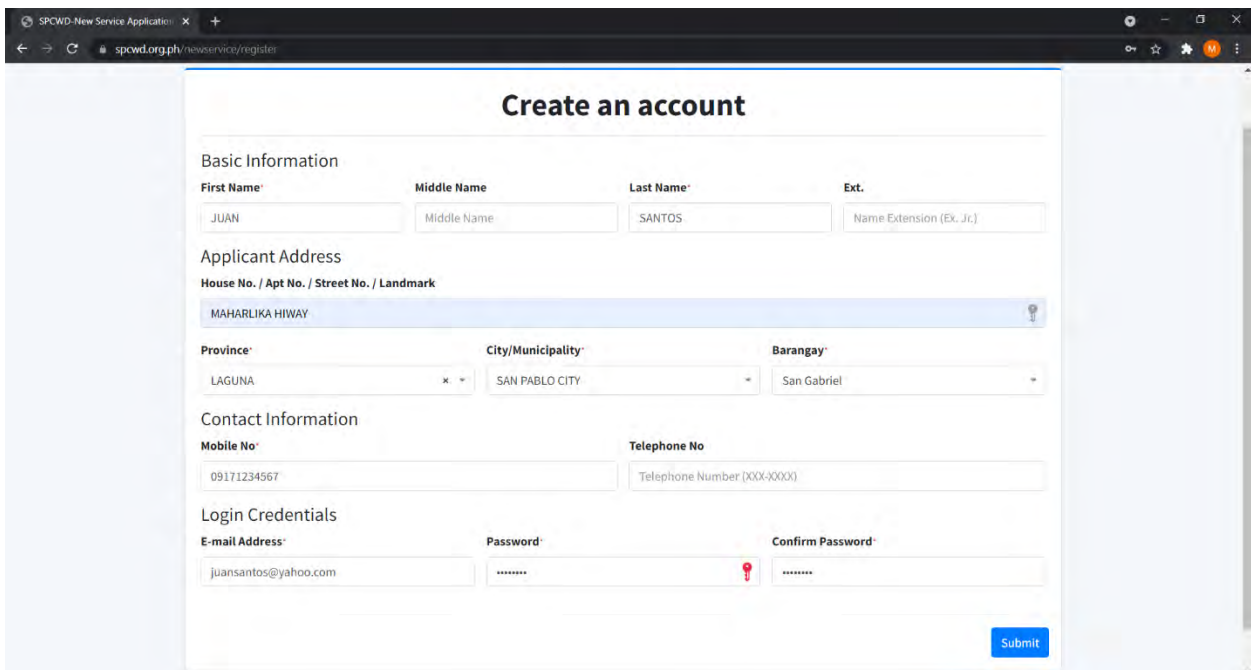 SPCWD-New Service Application
spcwd.org.ph/newservice/register
M
Create an account
Basic Information
First Name* Middle Name Last Name* Ext.
JUAN Middle Name SANTOS Name Extension (Ex. Jr.)
Applicant Address
House No. / Apt No. / Street No. / Landmark
MAHARLIKA HIWAY
Province* City/Municipality* Barangay*
LAGUNA × SAN PABLO CITY San Gabriel
Contact Information
Mobile No* Telephone No
09171234567 Telephone Number (XXX-XXXX)
Login Credentials
E-mail Address* Password* Confirm Password*
juansantos@yahoo.com •••••••• ••••••••
Submit